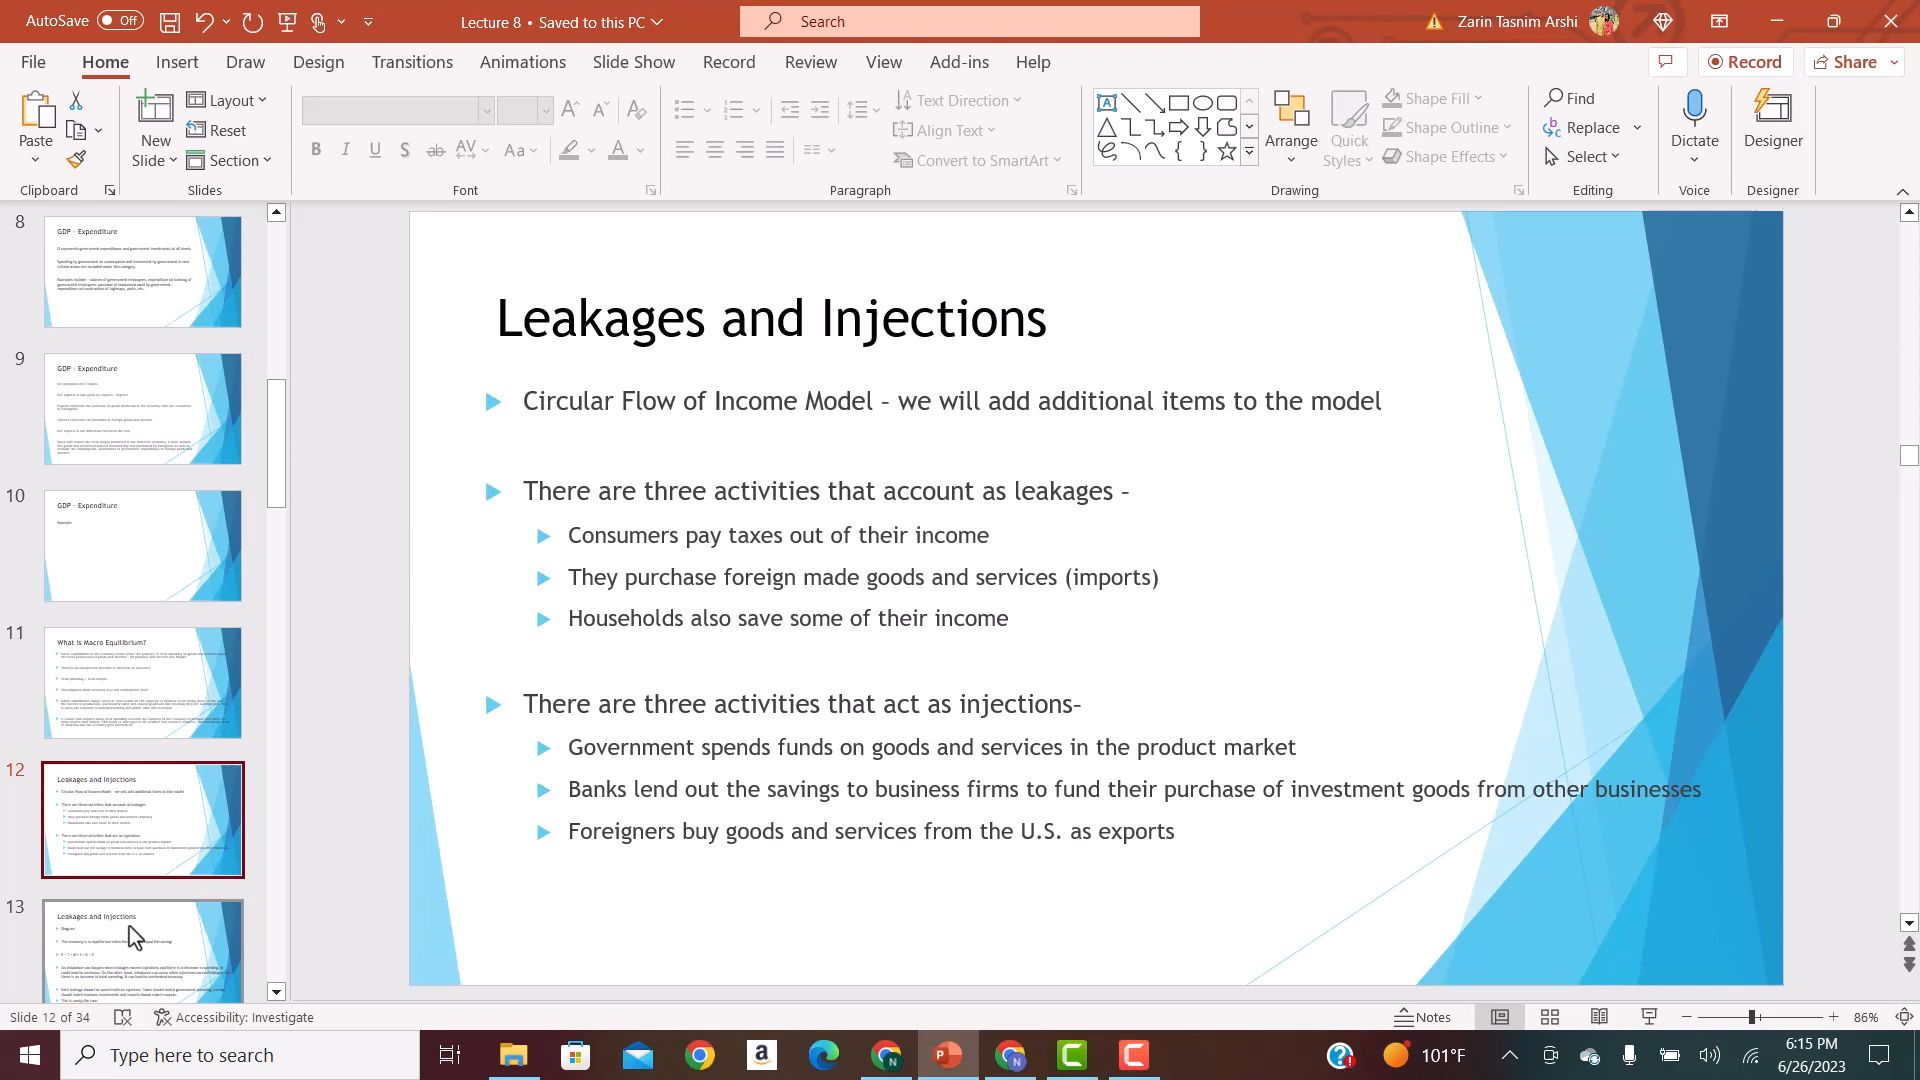 AutoSave Off
Lecture 8 • Saved to this PC
Search
Zarin Tasnim Arshi
File Home Insert Draw Design Transitions Animations Slide Show Record Review View Add-ins Help
Record Share
Paste
New Slide
Layout
Reset
Section
B I U S ab AV Aa A
Text Direction
Align Text
Convert to SmartArt
Arrange
Quick Styles
Shape Fill
Shape Outline
Shape Effects
Find
Replace
Select
Dictate
Designer
Clipboard Slides Font Paragraph Drawing Editing Voice Designer
8
GDP - Expenditure
9
GDP - Expenditure
10
GDP - Expenditure
Example
11
What is Macro Equilibrium?
12
Leakages and Injections
13
Leakages and Injections
Diagram
Leakages and Injections
Circular Flow of Income Model – we will add additional items to the model
There are three activities that account as leakages –
Consumers pay taxes out of their income
They purchase foreign made goods and services (imports)
Households also save some of their income
There are three activities that act as injections–
Government spends funds on goods and services in the product market
Banks lend out the savings to business firms to fund their purchase of investment goods from other businesses
Foreigners buy goods and services from the U.S. as exports
Slide 12 of 34
Accessibility: Investigate
Notes
86%
Type here to search
101°F
6:15 PM
6/26/2023